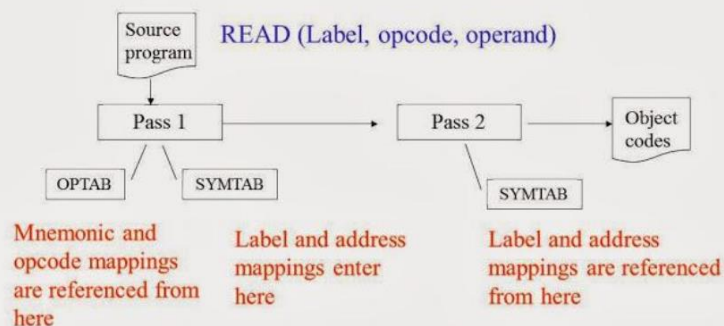 Source
program
READ (Label, opcode, operand)
Pass 1
Pass 2
Object
codes
OPTAB
SYMTAB
SYMTAB
Mnemonic and
opcode mappings
are referenced from
here
Label and address
mappings enter
here
Label and address
mappings are referenced
from here